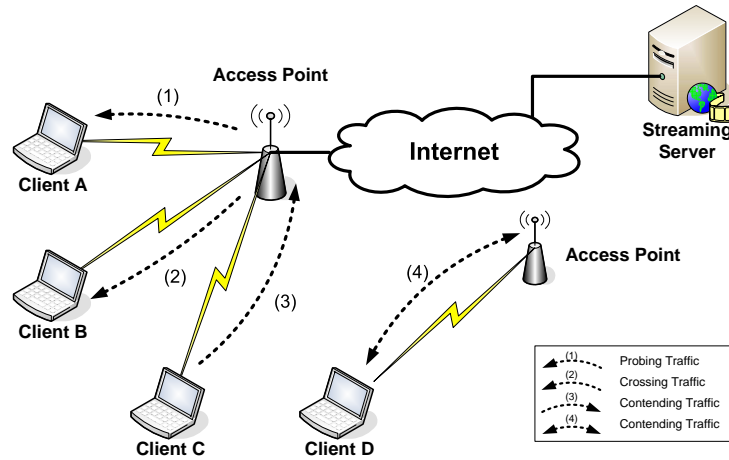 Access Point
(1)
Streaming
Server
Internet
Client A
Access Point
(2)
(3)
(4)
Client B
Client C
Client D
(1) Probing Traffic
(2) Crossing Traffic
(3) Contending Traffic
(4) Contending Traffic